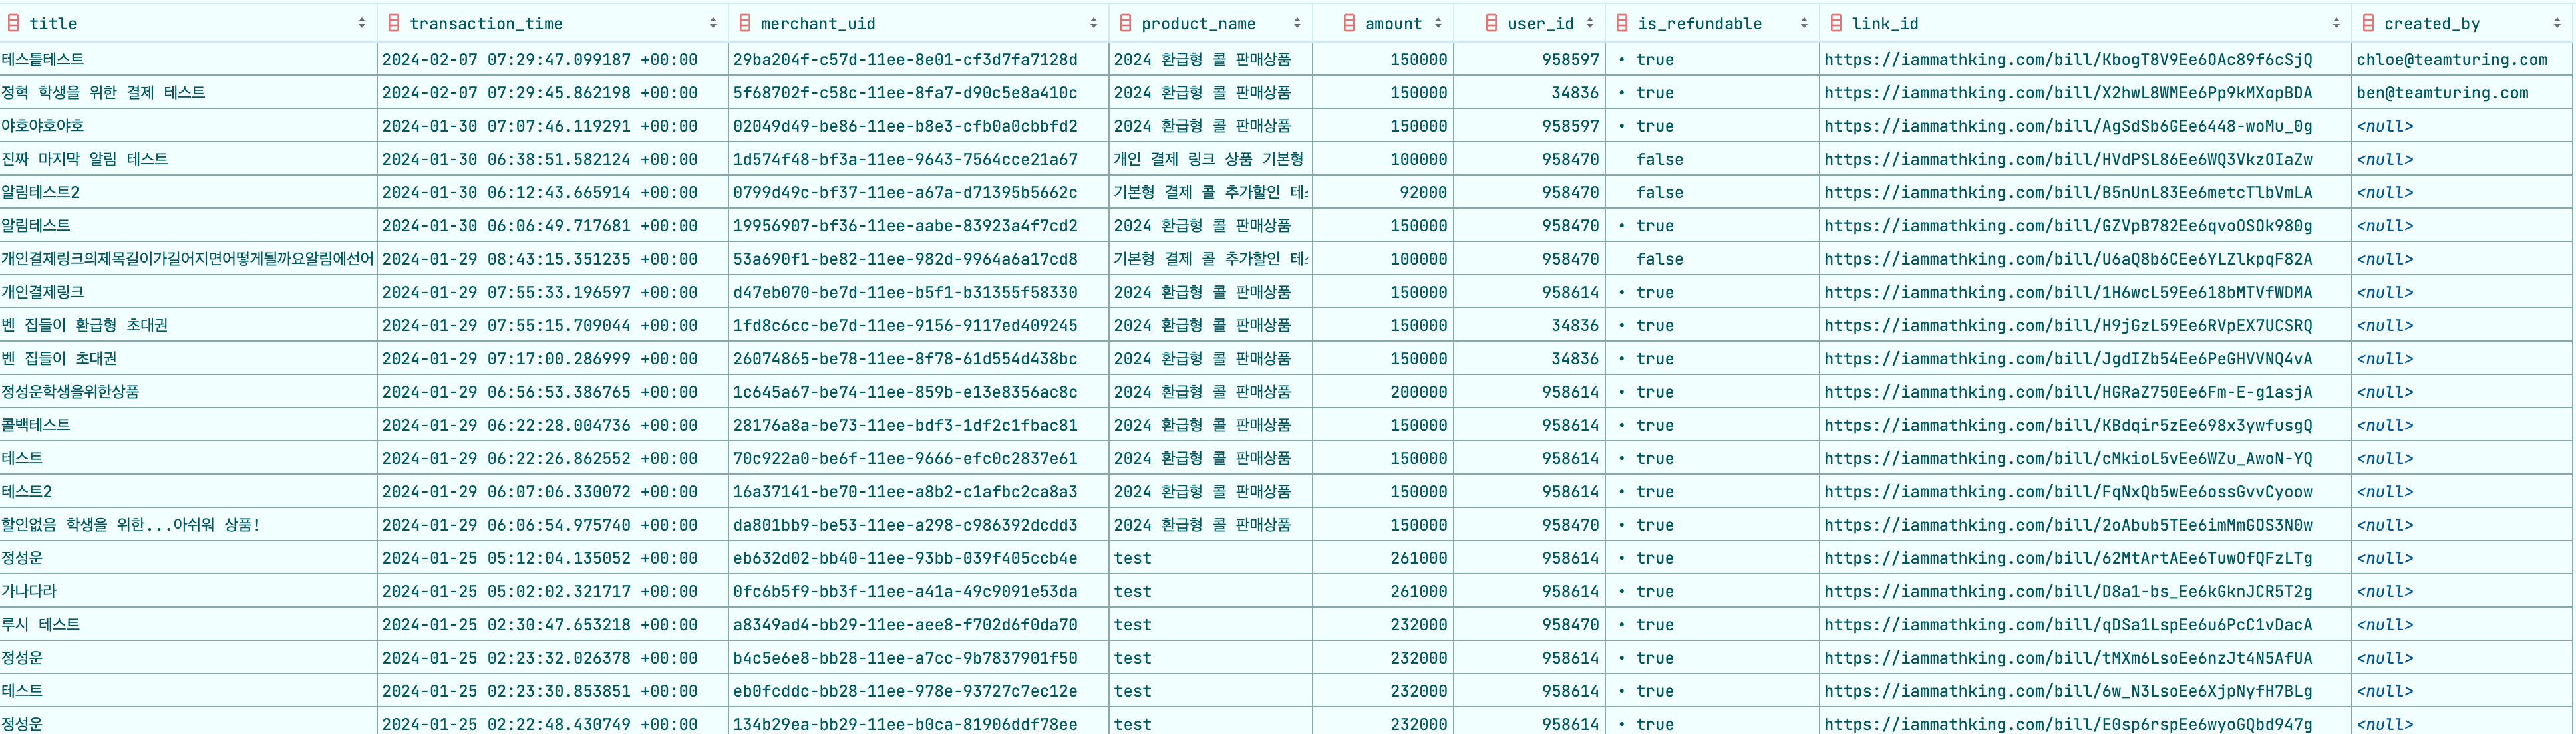 title transaction_time merchant_uid product_name amount user_id is_refundable link_id created_by
테스틀테스트 2024-02-07 07:29:47.099187 +00:00 29ba204f-c57d-11ee-8e01-cf3d7fa7128d 2024 환급형 콜 판매상품 150000 958597 • true https://iammathking.com/bill/KbogT8V9Ee6OAc89f6cSjQ chloe@teamturing.com
정혁 학생을 위한 결제 테스트 2024-02-07 07:29:45.862198 +00:00 5f68702f-c58c-11ee-8fa7-d90c5e8a410c 2024 환급형 콜 판매상품 150000 34836 • true https://iammathking.com/bill/X2hwL8WMEe6Pp9kMXopBDA ben@teamturing.com
야호야호야호 2024-01-30 07:07:46.119291 +00:00 02049d49-be86-11ee-b8e3-cfb0a0cbbfd2 2024 환급형 콜 판매상품 150000 958597 • true https://iammathking.com/bill/AgSdSb6GEe6448-woMu_0g <null>
진짜 마지막 알림 테스트 2024-01-30 06:38:51.582124 +00:00 1d574f48-bf3a-11ee-9643-7564cce21a67 개인 결제 링크 상품 기본형 100000 958470 false https://iammathking.com/bill/HVdPSL86Ee6WQ3VkzOIaZw <null>
알림테스트2 2024-01-30 06:12:43.665914 +00:00 0799d49c-bf37-11ee-a67a-d71395b5662c 기본형 결제 콜 추가할인 92000 958470 false https://iammathking.com/bill/B5nUnL83Ee6metcTlbVmLA <null>
알림테스트 2024-01-30 06:06:49.717681 +00:00 19956907-bf36-11ee-aabe-83923a4f7cd2 2024 환급형 콜 판매상품 150000 958470 • true https://iammathking.com/bill/GZVpB782Ee6qvoOSOk980g <null>
개인결제링크의제목길이가길어지면어떻게될까요알림에선어 2024-01-29 08:43:15.351235 +00:00 53a690f1-be82-11ee-982d-9964a6a17cd8 기본형 결제 콜 추가할인 100000 958470 false https://iammathking.com/bill/U6aQ8b6CEe6YLZlkpqF82A <null>
개인결제링크 2024-01-29 07:55:33.196597 +00:00 d47eb070-be7d-11ee-b5f1-b31355f58330 2024 환급형 콜 판매상품 150000 958614 • true https://iammathking.com/bill/1H6wcL59Ee618bMTVfWDMA <null>
벤 집들이 환급형 초대권 2024-01-29 07:55:15.709044 +00:00 1fd8c6cc-be7d-11ee-9156-9117ed409245 2024 환급형 콜 판매상품 150000 34836 • true https://iammathking.com/bill/H9jGzL59Ee6RVpEX7UCSRQ <null>
벤 집들이 초대권 2024-01-29 07:17:00.286999 +00:00 26074865-be78-11ee-8f78-61d554d438bc 2024 환급형 콜 판매상품 150000 34836 • true https://iammathking.com/bill/JgdIZb54Ee6PeGHVVNQ4vA <null>
정성운학생을위한상품 2024-01-29 06:56:53.386765 +00:00 1c645a67-be74-11ee-859b-e13e8356ac8c 2024 환급형 콜 판매상품 200000 958614 • true https://iammathking.com/bill/HGRaZ750Ee6Fm-E-g1asjA <null>
콜백테스트 2024-01-29 06:22:28.004736 +00:00 28176a8a-be73-11ee-bdf3-1df2c1fbac81 2024 환급형 콜 판매상품 150000 958614 • true https://iammathking.com/bill/KBdqir5zEe698x3ywfusgQ <null>
테스트 2024-01-29 06:22:26.862552 +00:00 70c922a0-be6f-11ee-9666-efc0c2837e61 2024 환급형 콜 판매상품 150000 958614 • true https://iammathking.com/bill/cMkioL5vEe6WZu_AwoN-YQ <null>
테스트2 2024-01-29 06:07:06.330072 +00:00 16a37141-be70-11ee-a8b2-c1afbc2ca8a3 2024 환급형 콜 판매상품 150000 958614 • true https://iammathking.com/bill/FqNxQb5wEe6ossGvvCyoow <null>
할인없음 학생을 위한...아쉬워 상품! 2024-01-29 06:06:54.975740 +00:00 da801bb9-be53-11ee-a298-c986392dcdd3 2024 환급형 콜 판매상품 150000 958470 • true https://iammathking.com/bill/2oAbub5TEe6imMmGOS3N0w <null>
정성운 2024-01-25 05:12:04.135052 +00:00 eb632d02-bb40-11ee-93bb-039f405ccb4e test 261000 958614 • true https://iammathking.com/bill/62MtArtAEe6TuwOfQFzLTg <null>
가나다라 2024-01-25 05:02:02.321717 +00:00 0fc6b5f9-bb3f-11ee-a41a-49c9091e53da test 261000 958614 • true https://iammathking.com/bill/D8a1-bs_Ee6kGknJCR5T2g <null>
루시 테스트 2024-01-25 02:30:47.653218 +00:00 a8349ad4-bb29-11ee-aee8-f702d6f0da70 test 232000 958470 • true https://iammathking.com/bill/qDSa1LspEe6u6PcC1vDacA <null>
정성운 2024-01-25 02:23:32.026378 +00:00 b4c5e6e8-bb28-11ee-a7cc-9b7837901f50 test 232000 958614 • true https://iammathking.com/bill/tMXm6LsoEe6nzJt4N5AfUA <null>
테스트 2024-01-25 02:23:30.853851 +00:00 eb0fcddc-bb28-11ee-978e-93727c7ec12e test 232000 958614 • true https://iammathking.com/bill/6w_N3LsoEe6XjpNyfH7BLg <null>
정성운 2024-01-25 02:22:48.430749 +00:00 134b29ea-bb29-11ee-b0ca-81906ddf78ee test 232000 958614 • true https://iammathking.com/bill/E0sp6rspEe6wyoGQbd947g <null>